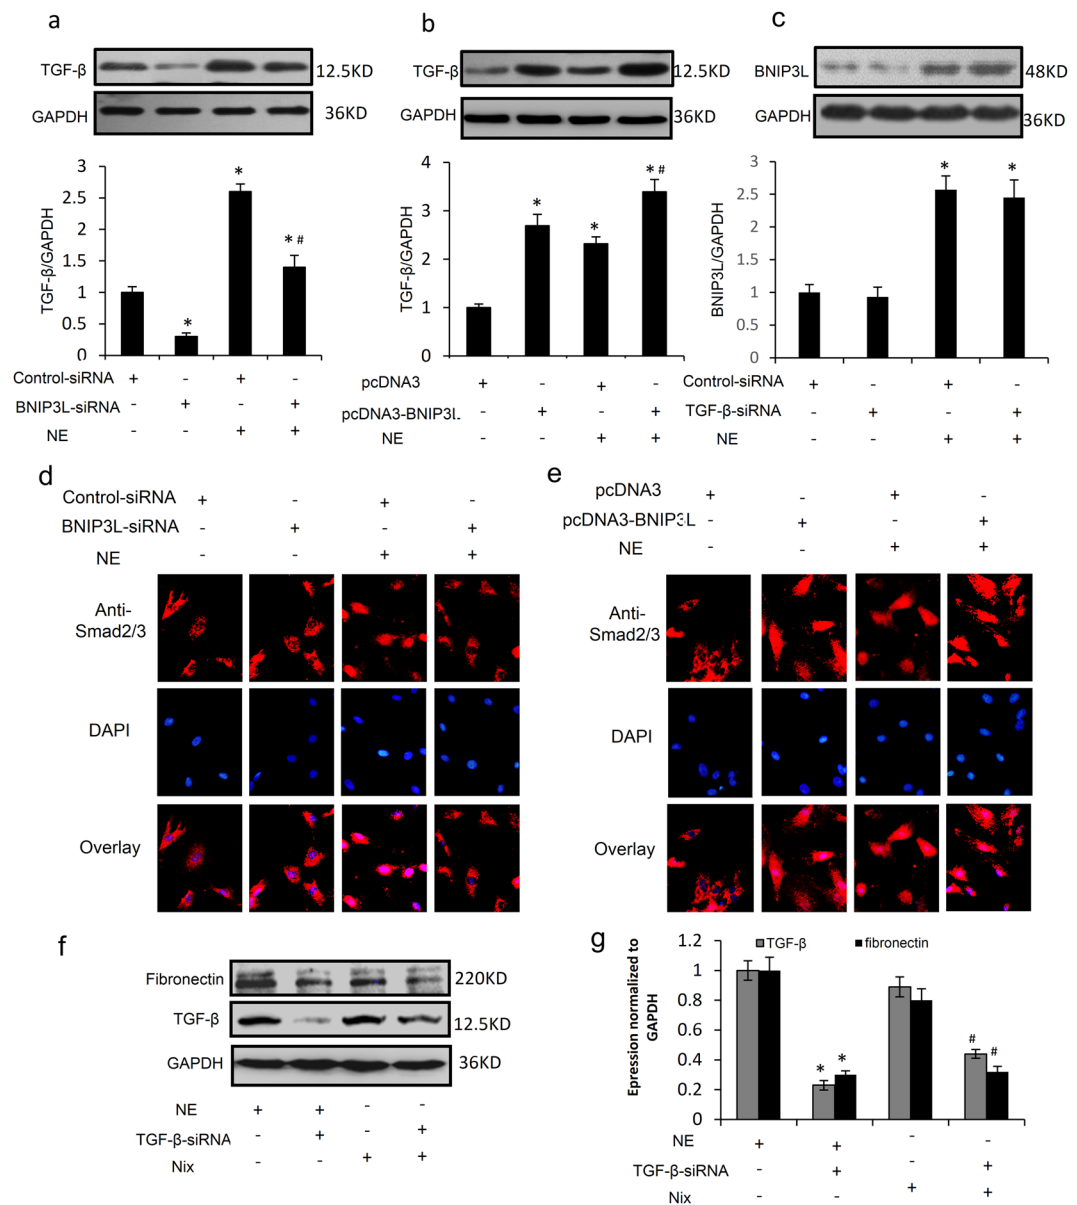 a
TGF-β
12.5KD
GAPDH
36KD
TGF-β/GAPDH
3
2.5
2
1.5
1
0.5
0
*
*
* #
*
Control-siRNA + - + -
BNIP3L-siRNA - + - +
NE - - + +
b
TGF-β
12.5KD
GAPDH
36KD
TGF-β/GAPDH
4
3
2
1
0
*
*
* #
pcDNA3 + - + -
pcDNA3-BNIP3L - + - +
NE - - + +
c
BNIP3L
48KD
GAPDH
36KD
BNIP3L/GAPDH
3
2.5
2
1.5
1
0.5
0
*
*
Control-siRNA + - + -
TGF-β-siRNA - + - +
NE - - + +
d
Control-siRNA + - + -
BNIP3L-siRNA - + - +
NE - - + +
Anti-
Smad2/3
DAPI
Overlay
e
pcDNA3 + - + -
pcDNA3-BNIP3L - + - +
NE - - + +
Anti-
Smad2/3
DAPI
Overlay
f
Fibronectin
220KD
TGF-β
12.5KD
GAPDH
36KD
NE + + - -
TGF-β-siRNA - + - +
Nix - - + +
g
TGF-β fibronectin
Epression normalized to
GAPDH
1.2
1
0.8
0.6
0.4
0.2
0
* *
# #
NE + + - -
TGF-β-siRNA - + - +
Nix - - + +